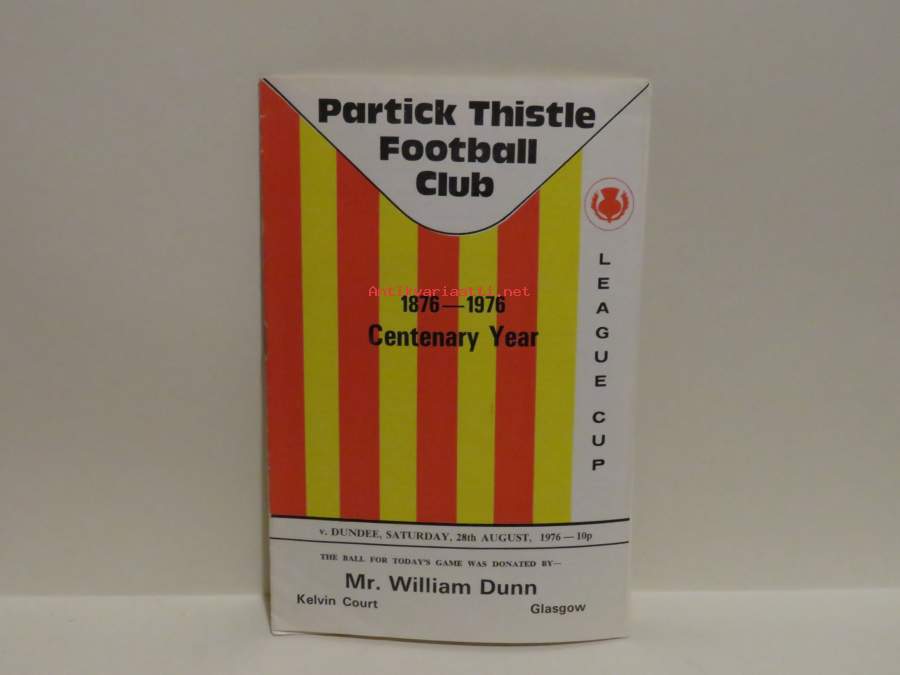 Partick Thistle
Football
Club
LEAGUE CUP
Antikvariaatti.net
1876—1976
Centenary Year
v. DUNDEE, SATURDAY, 28th AUGUST, 1976 — 10p
THE BALL FOR TODAY'S GAME WAS DONATED BY—
Mr. William Dunn
Kelvin Court Glasgow